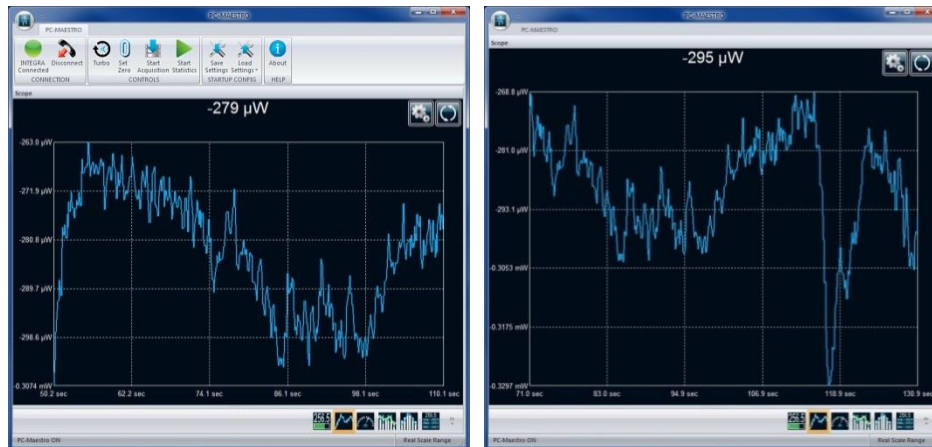 PC-MAESTRO
PC-MAESTRO
INTEGRA Connected
Disconnect
Turbo
Set Zero
Start Acquisition
Start Statistics
Save Settings
Load Settings
About
CONNECTION
CONTROLS
STARTUP CONFIG
HELP
Scope
-279 µW
-263.0 µW
-271.9 µW
-280.8 µW
-289.7 µW
-298.6 µW
-0.3074 mW
50.2 sec
62.2 sec
74.1 sec
86.1 sec
98.1 sec
110.1 sec
256.5
PC-Maestro ON
Real Scale Range
PC-MAESTRO
PC-MAESTRO
Scope
-295 µW
-268.8 µW
-281.0 µW
-293.1 µW
-0.3053 mW
-0.3175 mW
-0.3297 mW
71.0 sec
83.0 sec
94.9 sec
106.9 sec
118.9 sec
130.9 sec
256.5
PC-Maestro ON
Real Scale Range